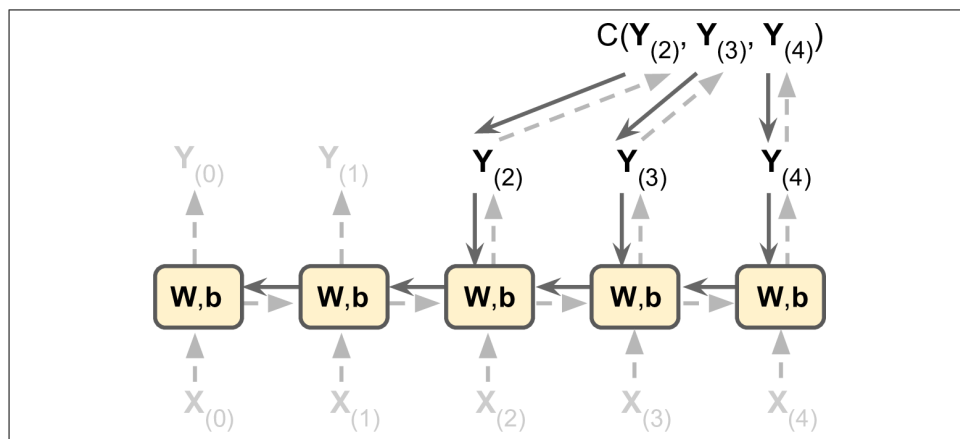 C(Y(2), Y(3), Y(4))
Y(0) Y(1) Y(2) Y(3) Y(4)
W,b W,b W,b W,b W,b
X(0) X(1) X(2) X(3) X(4)